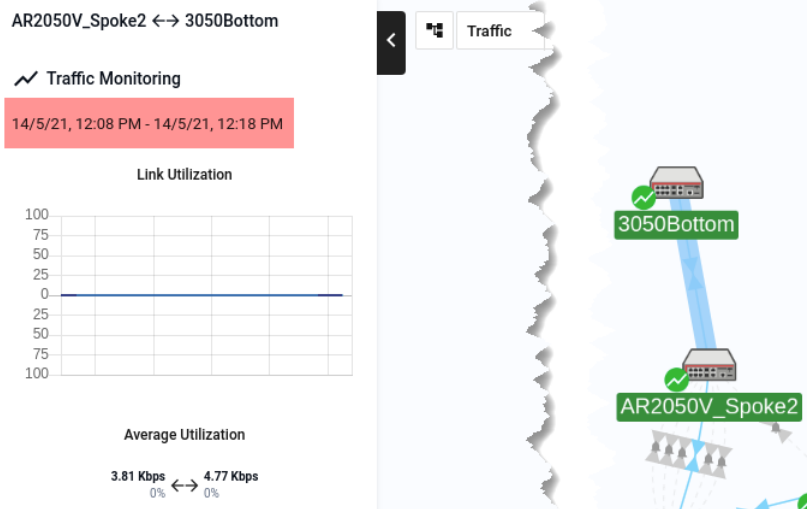 AR2050V_Spoke2 ↔ 3050Bottom
Traffic Monitoring
14/5/21, 12:08 PM - 14/5/21, 12:18 PM
Link Utilization
100
75
50
25
0
25
50
75
100
Average Utilization
3.81 Kbps ↔ 4.77 Kbps
0% 0%
Traffic
3050Bottom
AR2050V_Spoke2